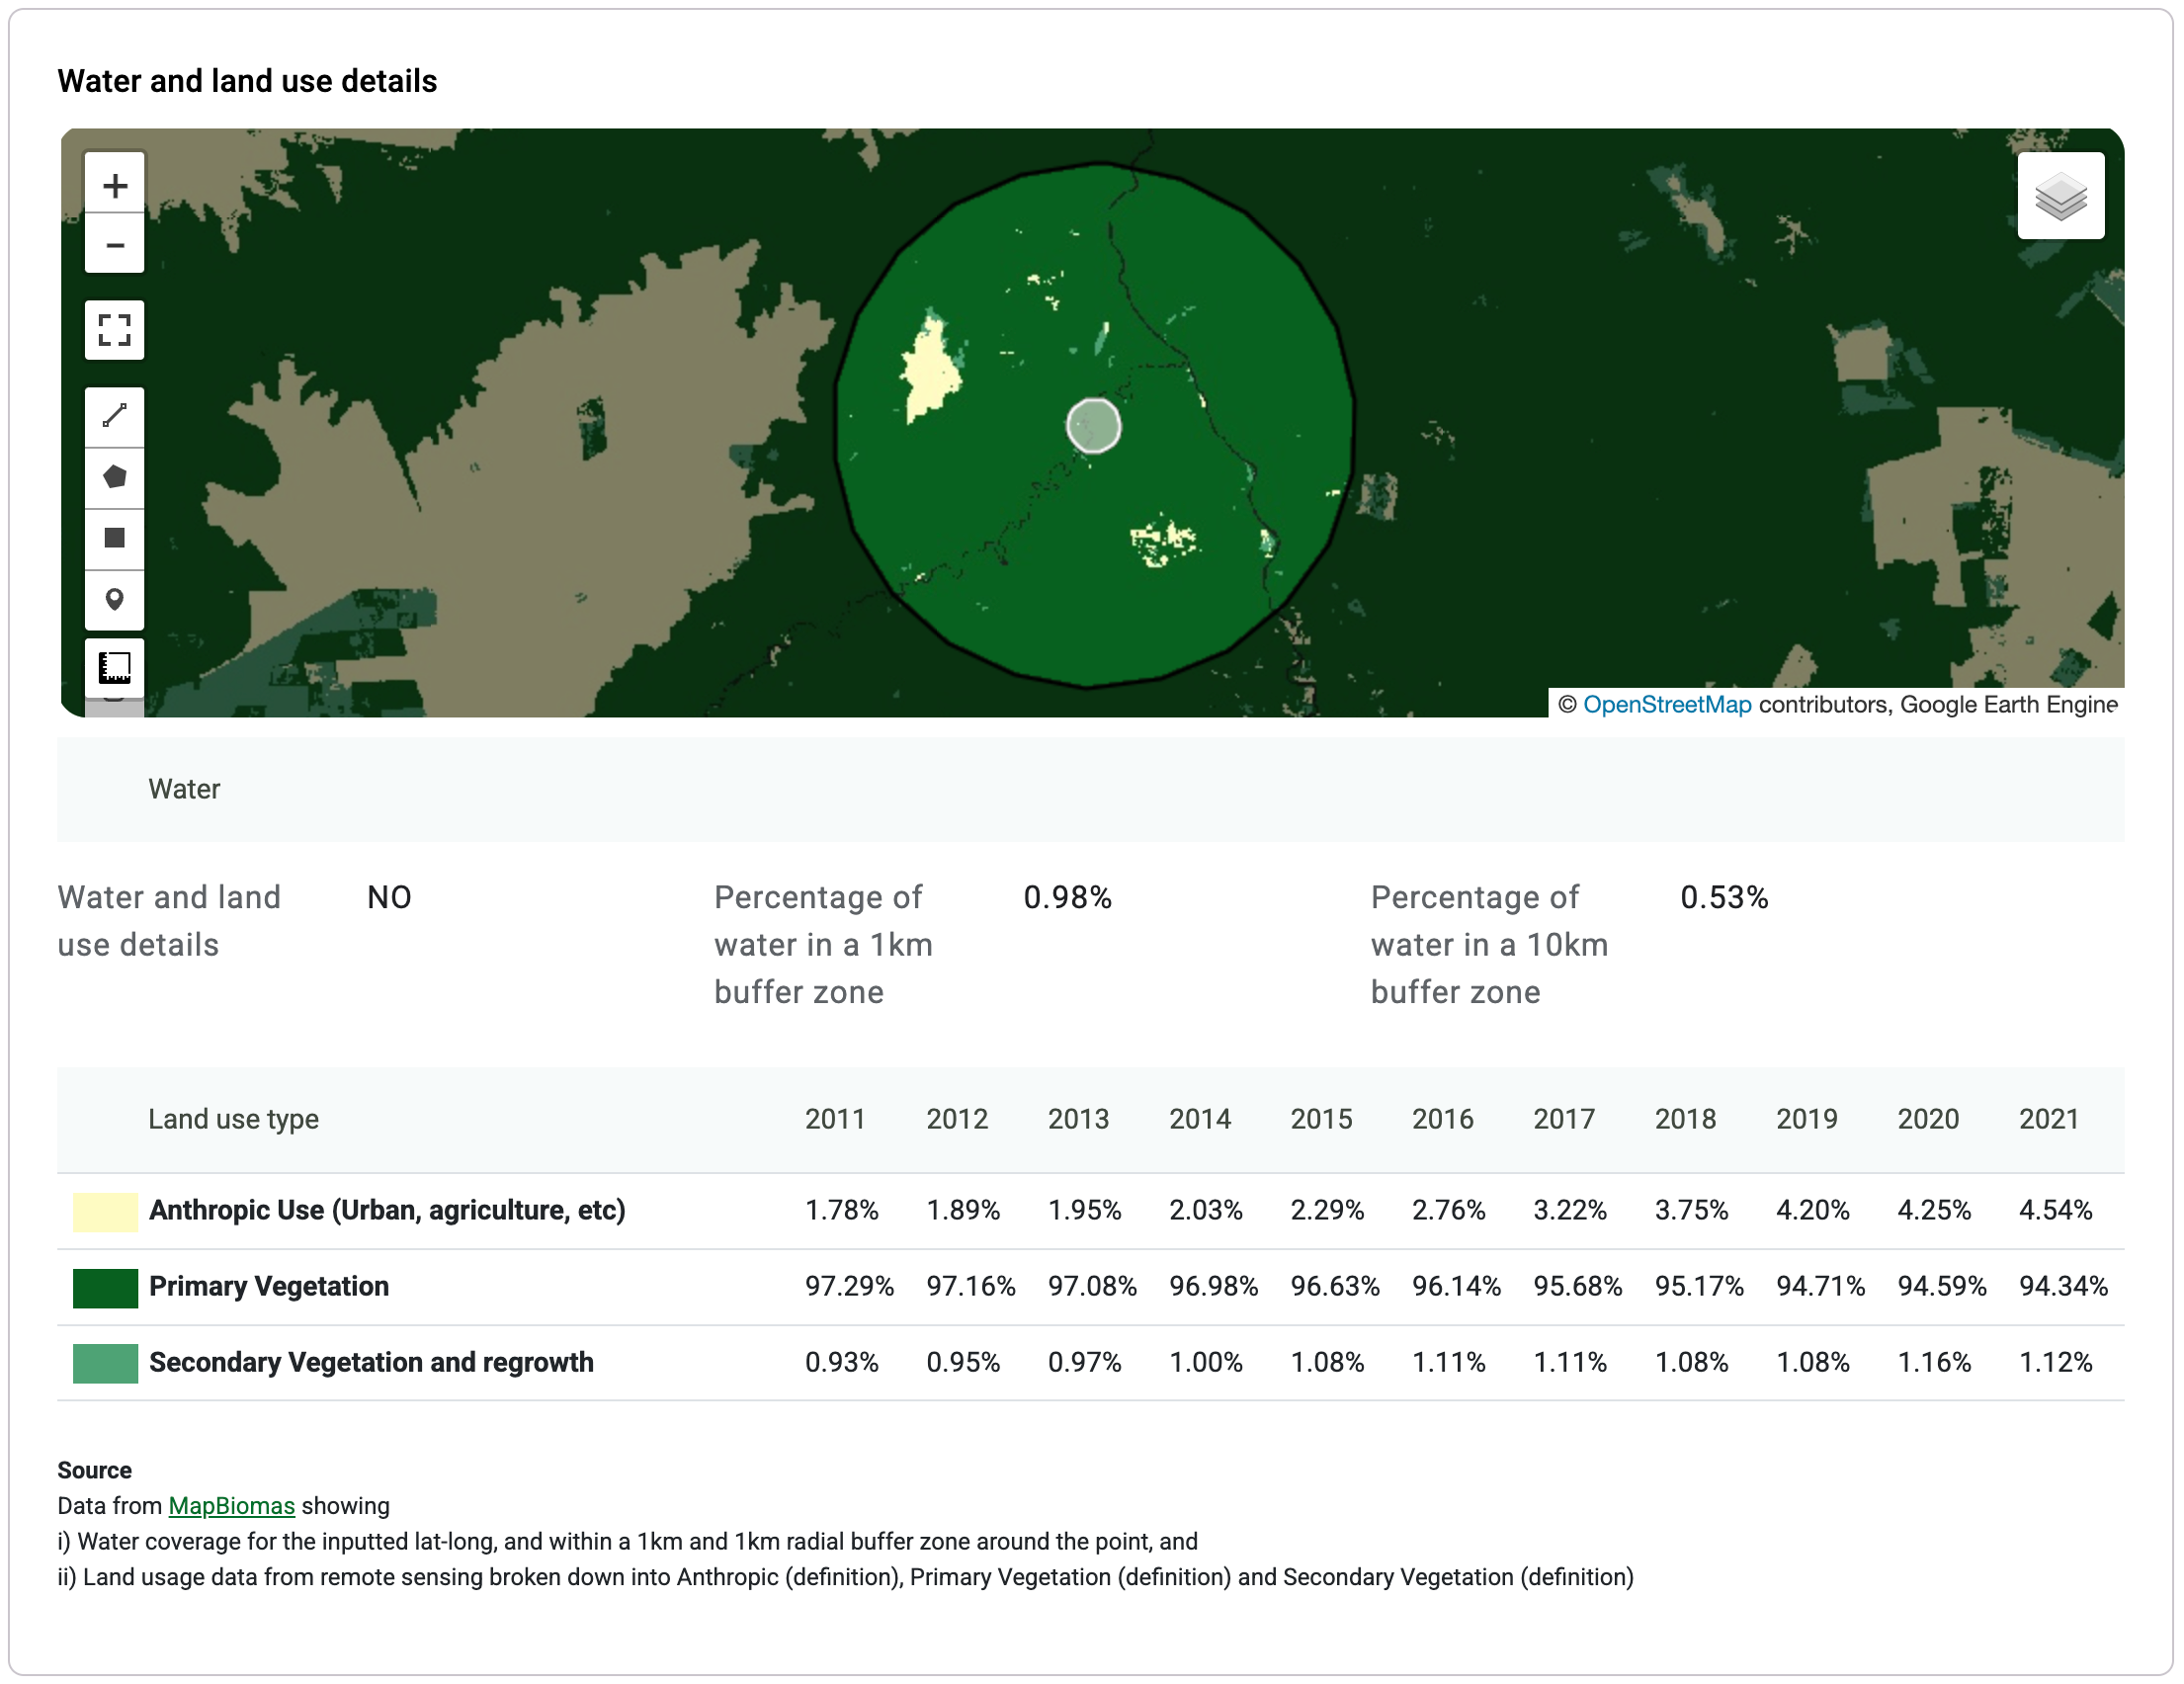 Water and land use details
+
−
© OpenStreetMap contributors, Google Earth Engine
Water
Water and land use details NO Percentage of water in a 1km buffer zone 0.98% Percentage of water in a 10km buffer zone 0.53%
Land use type 2011 2012 2013 2014 2015 2016 2017 2018 2019 2020 2021
Anthropic Use (Urban, agriculture, etc) 1.78% 1.89% 1.95% 2.03% 2.29% 2.76% 3.22% 3.75% 4.20% 4.25% 4.54%
Primary Vegetation 97.29% 97.16% 97.08% 96.98% 96.63% 96.14% 95.68% 95.17% 94.71% 94.59% 94.34%
Secondary Vegetation and regrowth 0.93% 0.95% 0.97% 1.00% 1.08% 1.11% 1.11% 1.08% 1.08% 1.16% 1.12%
Source
Data from MapBiomas showing
i) Water coverage for the inputted lat-long, and within a 1km and 1km radial buffer zone around the point, and
ii) Land usage data from remote sensing broken down into Anthropic (definition), Primary Vegetation (definition) and Secondary Vegetation (definition)